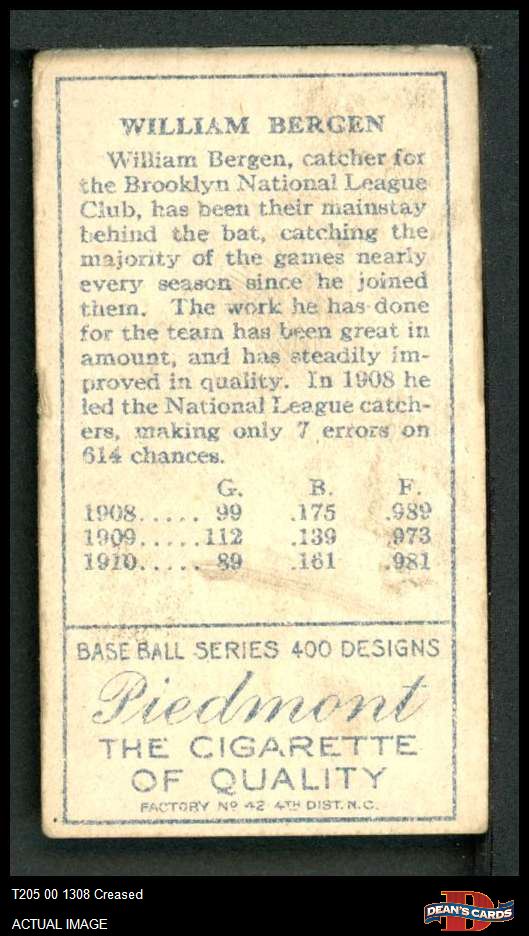 WILLIAM BERGEN
William Bergen, catcher for
the Brooklyn National League
Club, has been their mainstay
behind the bat, catching the
majority of the games nearly
every season since he joined
them. The work he has done
for the team has been great in
amount, and has steadily im-
proved in quality. In 1908 he
led the National League catch-
ers, making only 7 errors on
614 chances.
G. B. F.
1908..... 99 .175 .989
1909.....112 .139 .973
1910..... 89 .161 .981
BASE BALL SERIES 400 DESIGNS
Piedmont
THE CIGARETTE
OF QUALITY
FACTORY No 42 4TH DIST. N.C.
T205 00 1308 Creased
ACTUAL IMAGE
D
DEAN'S CARDS